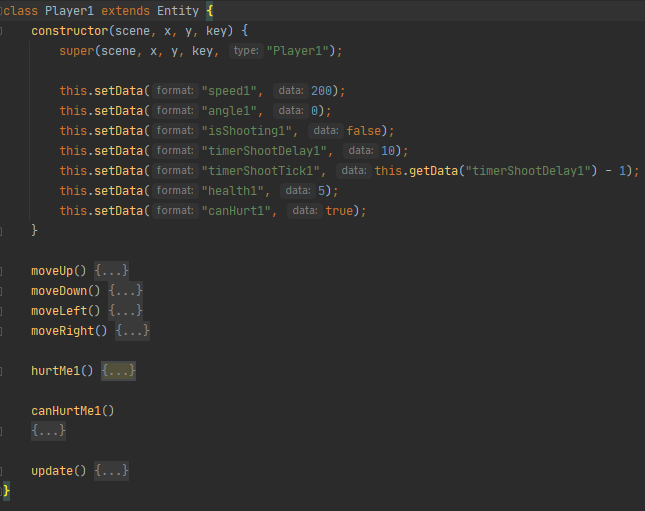 class Player1 extends Entity {
constructor(scene, x, y, key) {
super(scene, x, y, key, type: "Player1");
this.setData( format: "speed1", data: 200);
this.setData( format: "angle1", data: 0);
this.setData( format: "isShooting1", data: false);
this.setData( format: "timerShootDelay1", data: 10);
this.setData( format: "timerShootTick1", data: this.getData("timerShootDelay1") - 1);
this.setData( format: "health1", data: 5);
this.setData( format: "canHurt1", data: true);
}
moveUp() {...}
moveDown() {...}
moveLeft() {...}
moveRight() {...}
hurtMe1() {...}
canHurtMe1()
{...}
update() {...}
}